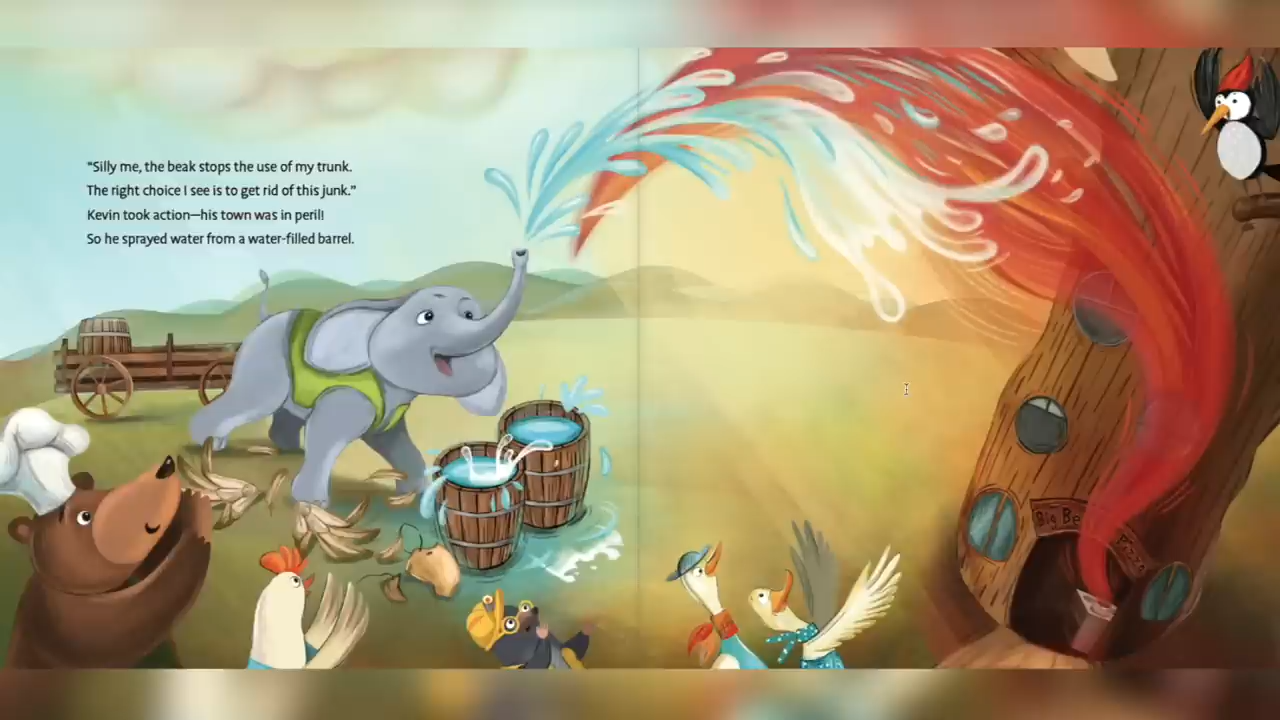 "Silly me, the beak stops the use of my trunk.
The right choice I see is to get rid of this junk."
Kevin took action—his town was in peril!
So he sprayed water from a water-filled barrel.
Big